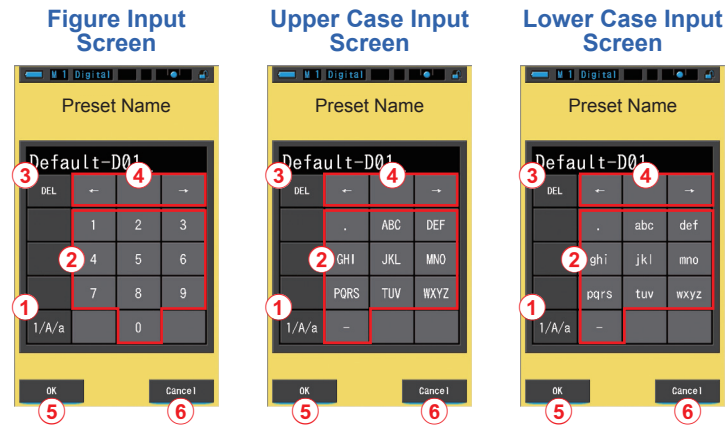 Figure Input
Screen
M 1 Digital
Preset Name
Default-D01
3
4
DEL ← →
1 2 3
2
4 5 6
7 8 9
1
1/A/a 0
OK Cancel
5 6
Upper Case Input
Screen
M 1 Digital
Preset Name
Default-D01
3
4
DEL ← →
. ABC DEF
2
GHI JKL MNO
PQRS TUV WXYZ
1
1/A/a -
OK Cancel
5 6
Lower Case Input
Screen
M 1 Digital
Preset Name
Default-D01
3
4
DEL ← →
. abc def
2
ghi jkl mno
pqrs tuv wxyz
1
1/A/a -
OK Cancel
5 6